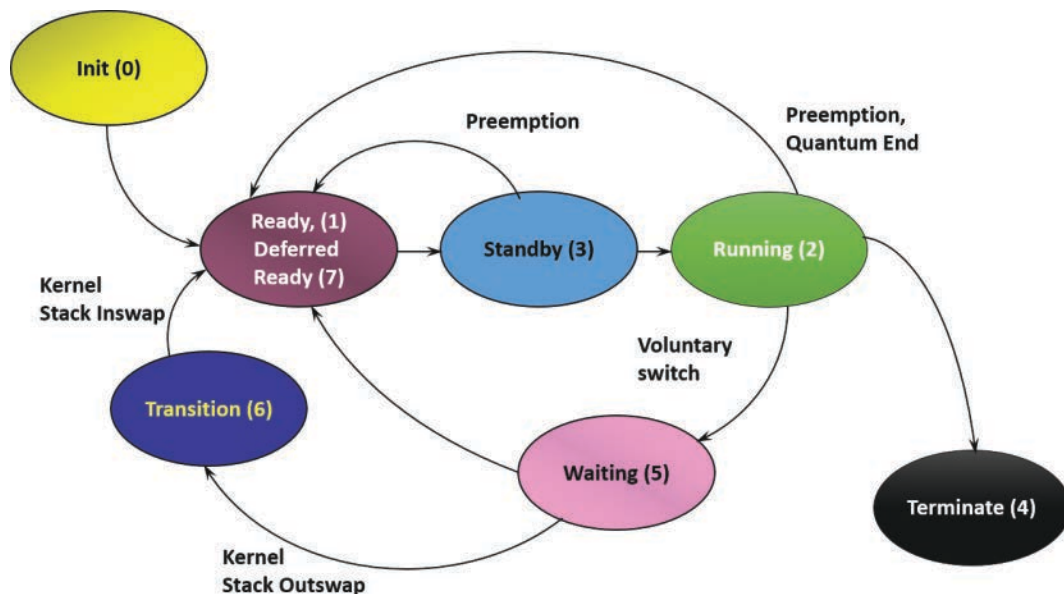 Init (0)
Preemption
Preemption,
Quantum End
Ready, (1)
Deferred
Ready (7)
Standby (3)
Running (2)
Kernel
Stack Inswap
Voluntary
switch
Transition (6)
Waiting (5)
Terminate (4)
Kernel
Stack Outswap